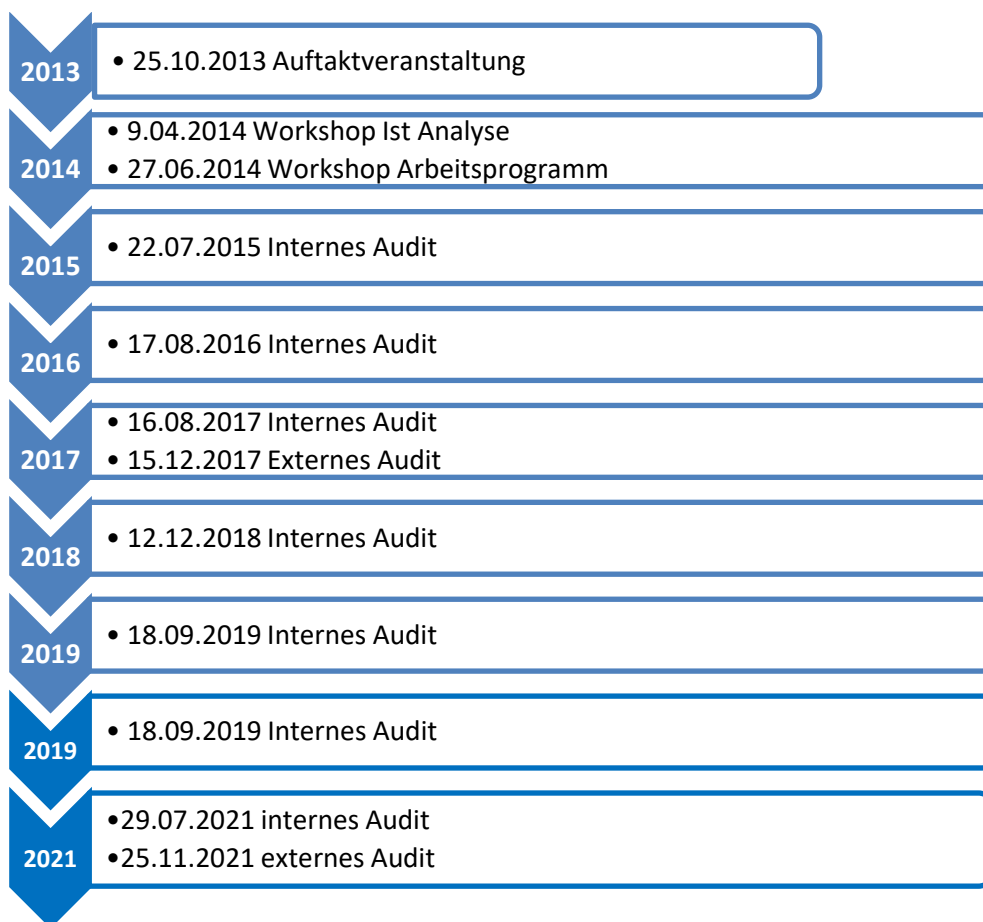 2013
• 25.10.2013 Auftaktveranstaltung
2014
• 9.04.2014 Workshop Ist Analyse
• 27.06.2014 Workshop Arbeitsprogramm
2015
• 22.07.2015 Internes Audit
2016
• 17.08.2016 Internes Audit
2017
• 16.08.2017 Internes Audit
• 15.12.2017 Externes Audit
2018
• 12.12.2018 Internes Audit
2019
• 18.09.2019 Internes Audit
2019
• 18.09.2019 Internes Audit
2021
•29.07.2021 internes Audit
•25.11.2021 externes Audit